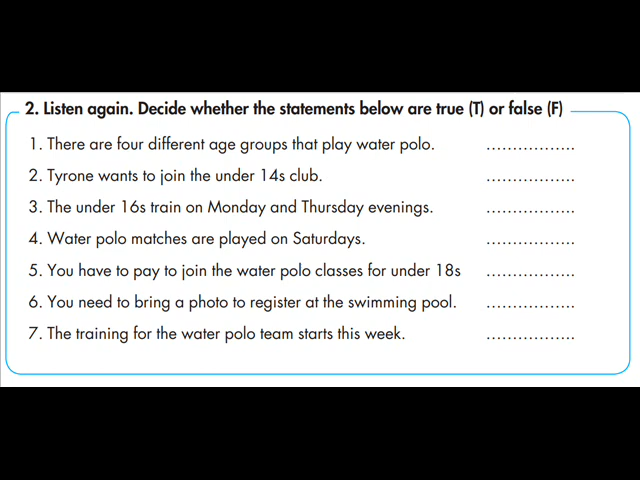 2. Listen again. Decide whether the statements below are true (T) or false (F)
1. There are four different age groups that play water polo. .................
2. Tyrone wants to join the under 14s club. .................
3. The under 16s train on Monday and Thursday evenings. .................
4. Water polo matches are played on Saturdays. .................
5. You have to pay to join the water polo classes for under 18s .................
6. You need to bring a photo to register at the swimming pool. .................
7. The training for the water polo team starts this week. .................